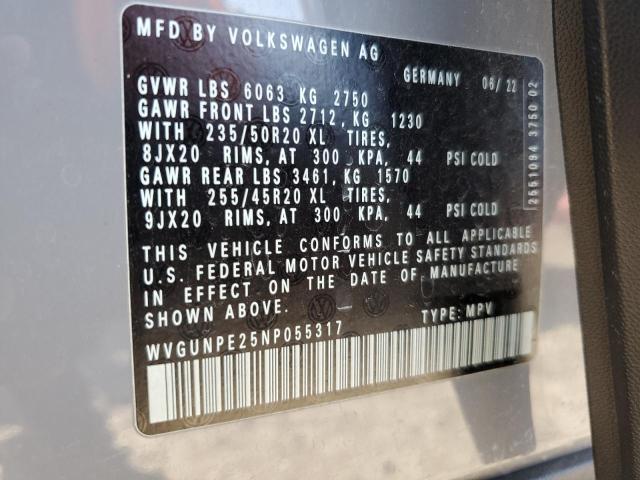 MFD BY VOLKSWAGEN AG
GERMANY 06/22
GVWR LBS 6063 KG 2750
GAWR FRONT LBS 2712, KG 1230
WITH 235/50R20 XL TIRES,
8JX20 RIMS, AT 300 KPA, 44 PSI COLD
GAWR REAR LBS 3461, KG 1570
WITH 255/45R20 XL TIRES,
9JX20 RIMS, AT 300 KPA, 44 PSI COLD
THIS VEHICLE CONFORMS TO ALL APPLICABLE
U.S. FEDERAL MOTOR VEHICLE SAFETY STANDARDS
IN EFFECT ON THE DATE OF MANUFACTURE
SHOWN ABOVE.
WVGUNPE25NP055317 TYPE: MPV
2551094 3750 02